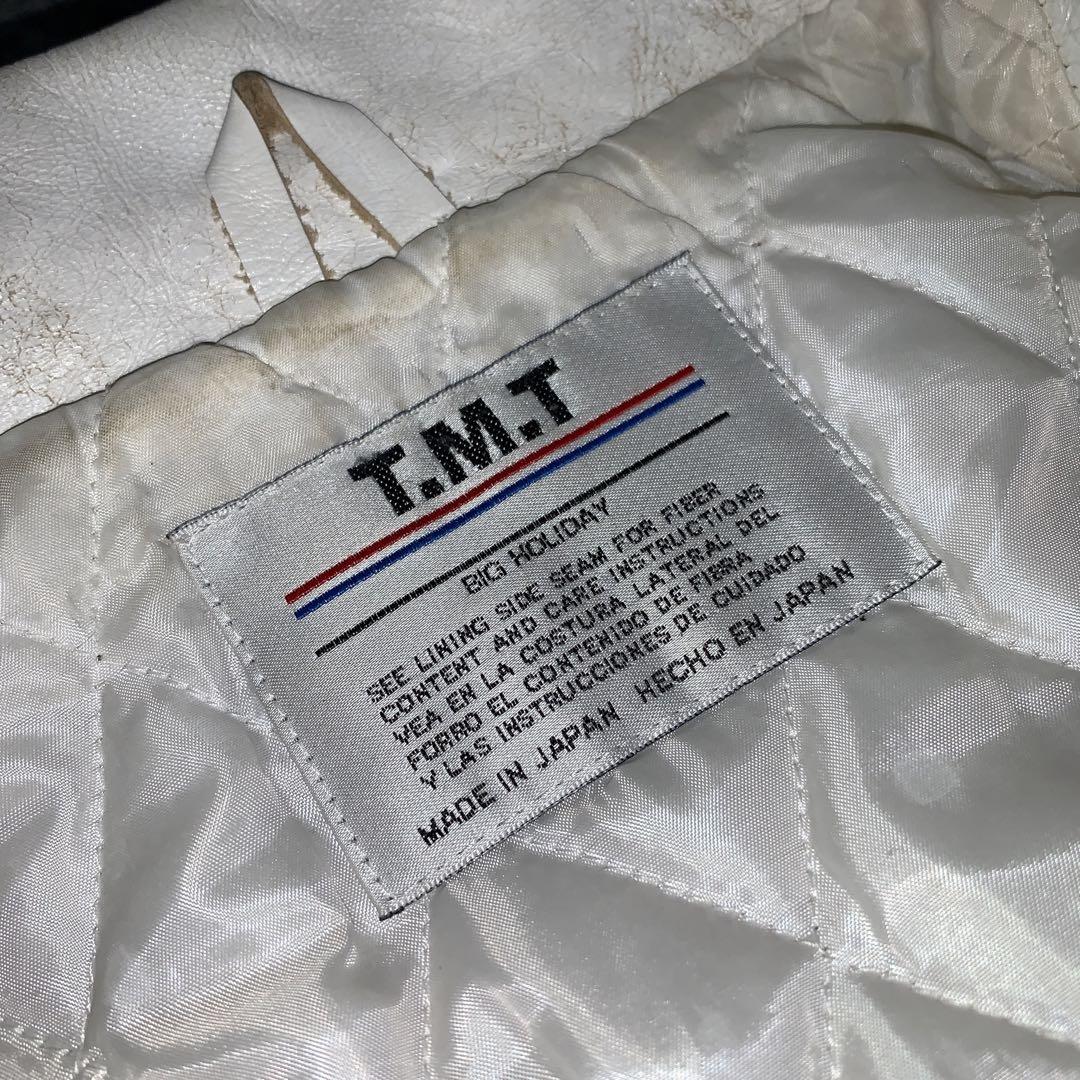 T.M.T
BIG HOLIDAY
SEE LINING SIDE SEAM FOR FIBER
CONTENT AND CARE INSTRUCTIONS
VEA EN LA COSTURA LATERAL DEL
FORRO EL CONTENIDO DE FIBRA
Y LAS INSTRUCCIONES DE CUIDADO
MADE IN JAPAN HECHO EN JAPAN